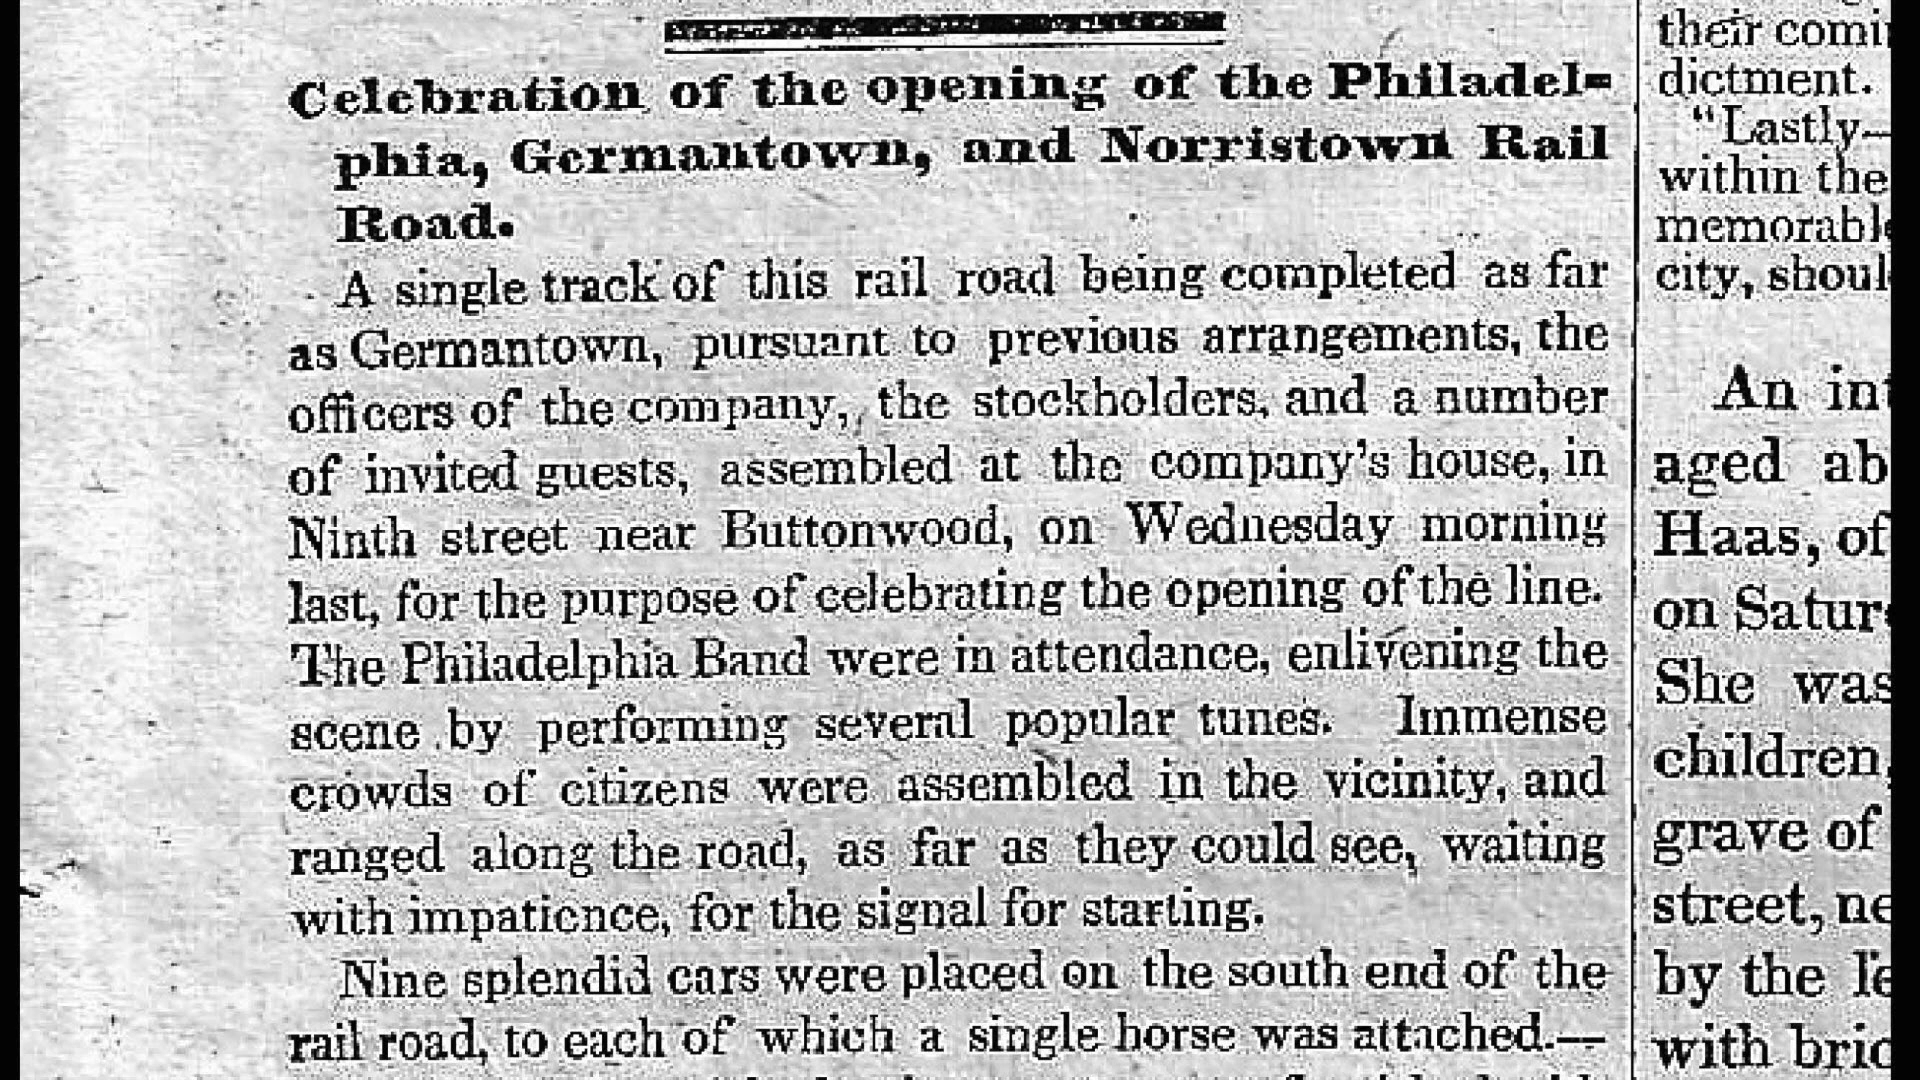 Celebration of the opening of the Philadel-
phia, Germantown, and Norristown Rail
Road.
A single track of this rail road being completed as far
as Germantown, pursuant to previous arrangements, the
officers of the company, the stockholders, and a number
of invited guests, assembled at the company's house, in
Ninth street near Buttonwood, on Wednesday morning
last, for the purpose of celebrating the opening of the line.
The Philadelphia Band were in attendance, enlivening the
scene by performing several popular tunes. Immense
crowds of citizens were assembled in the vicinity, and
ranged along the road, as far as they could see, waiting
with impatience, for the signal for starting.
Nine splendid cars were placed on the south end of the
rail road, to each of which a single horse was attached.—
their comi
dictment.
"Lastly—
within the
memorabl
city, shoul
An int
aged ab
Haas, of
on Satur
She was
children,
grave of
street, ne
by the
with bric